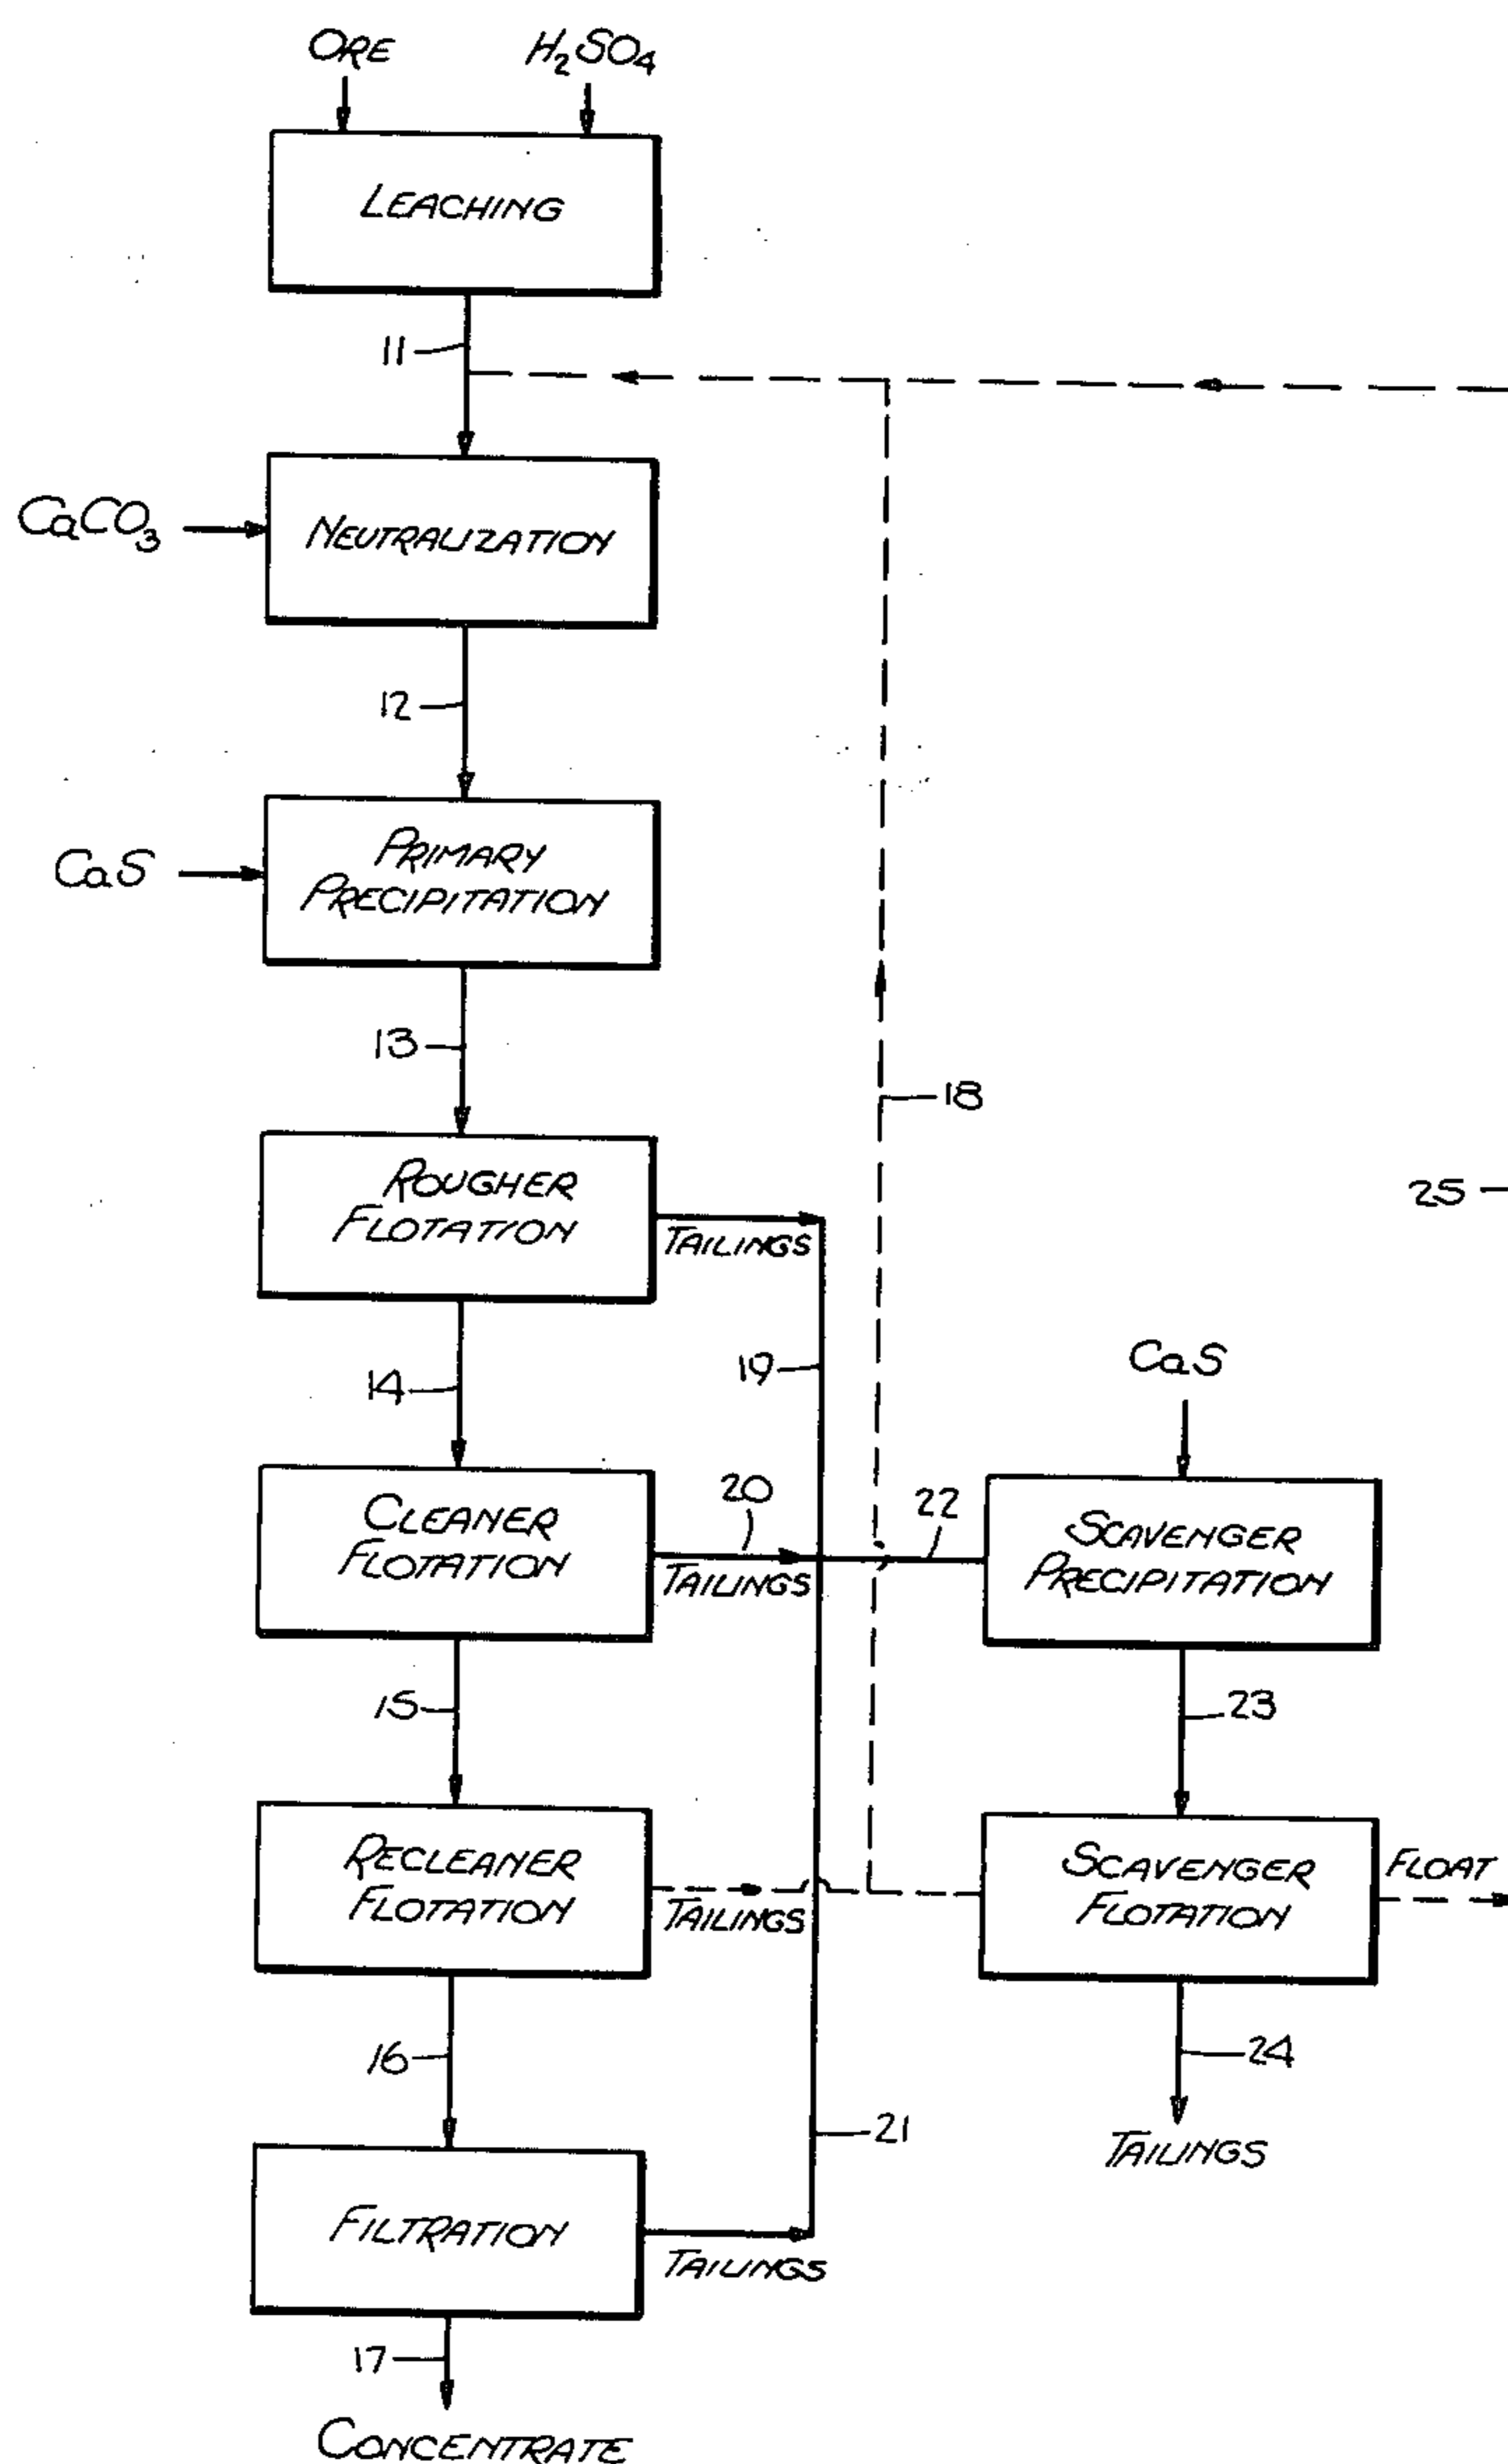 ORE
H₂SO₄
LEACHING
11
CaCO₃
NEUTRALIZATION
12
CaS
PRIMARY
PRECIPITATION
13
18
ROUGHER
FLOTATION
TAILINGS
25
19
14
CaS
CLEANER
FLOTATION
20
TAILINGS
22
SCAVENGER
PRECIPITATION
15
23
RECLEANER
FLOTATION
TAILINGS
SCAVENGER
FLOTATION
FLOAT
16
24
21
TAILINGS
FILTRATION
TAILINGS
17
CONCENTRATE